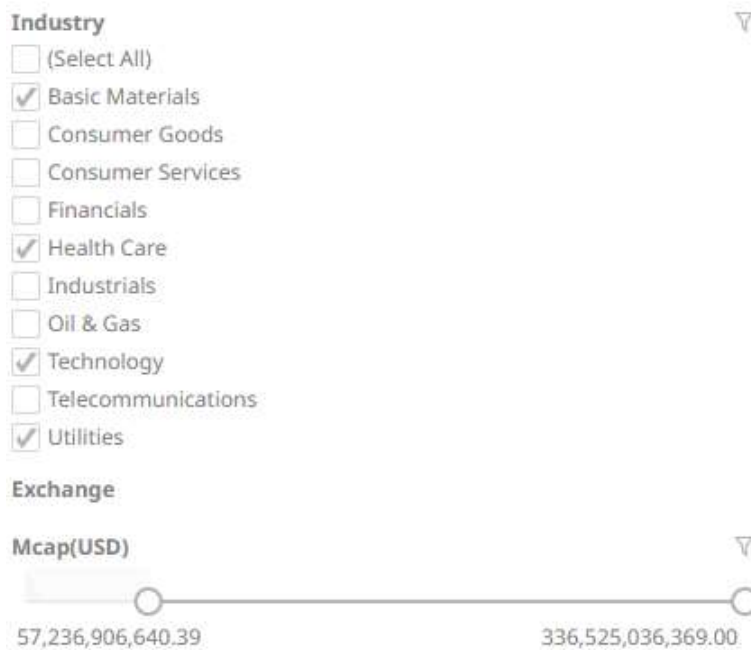 Industry
(Select All)
Basic Materials
Consumer Goods
Consumer Services
Financials
Health Care
Industrials
Oil & Gas
Technology
Telecommunications
Utilities
Exchange
Mcap(USD)
57,236,906,640.39 336,525,036,369.00